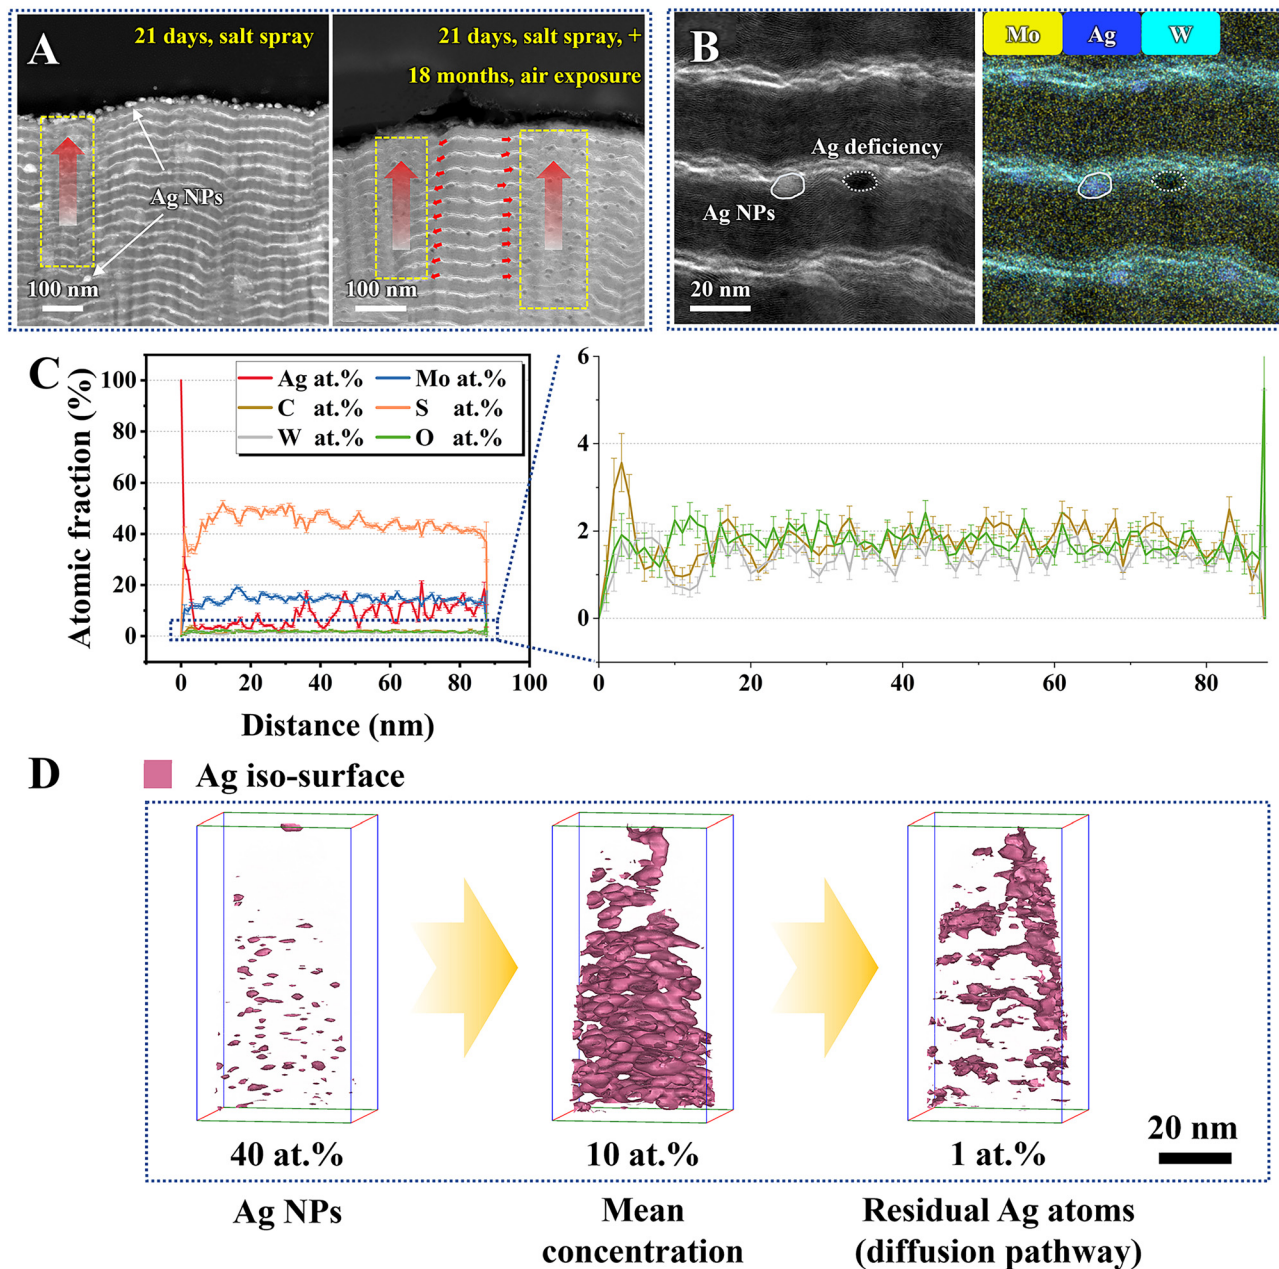 A
21 days, salt spray
Ag NPs
100 nm
21 days, salt spray, +
18 months, air exposure
100 nm
B
Ag deficiency
Ag NPs
20 nm
Mo Ag W
C
Atomic fraction (%)
100
80
60
40
20
0
Ag at.% Mo at.%
C at.% S at.%
W at.% O at.%
0 20 40 60 80 100
Distance (nm)
6
4
2
0
0 20 40 60 80
D
Ag iso-surface
40 at.% 10 at.% 1 at.%
20 nm
Ag NPs
Mean
concentration
Residual Ag atoms
(diffusion pathway)